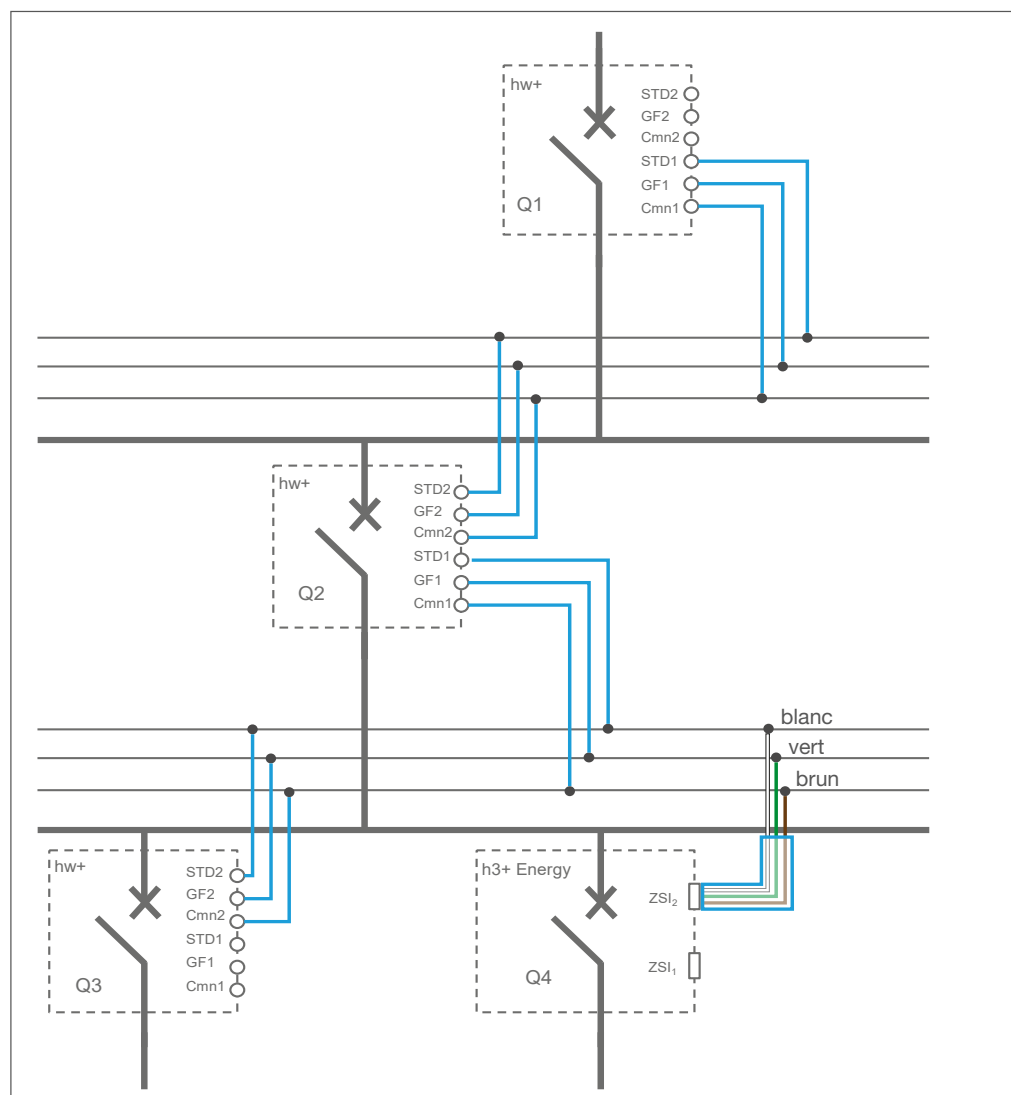 hw+
STD2
GF2
Cmn2
STD1
GF1
Cmn1
Q1
hw+
STD2
GF2
Cmn2
STD1
GF1
Cmn1
Q2
blanc
vert
brun
hw+
STD2
GF2
Cmn2
STD1
GF1
Cmn1
Q3
h3+ Energy
ZSI₂
ZSI₁
Q4